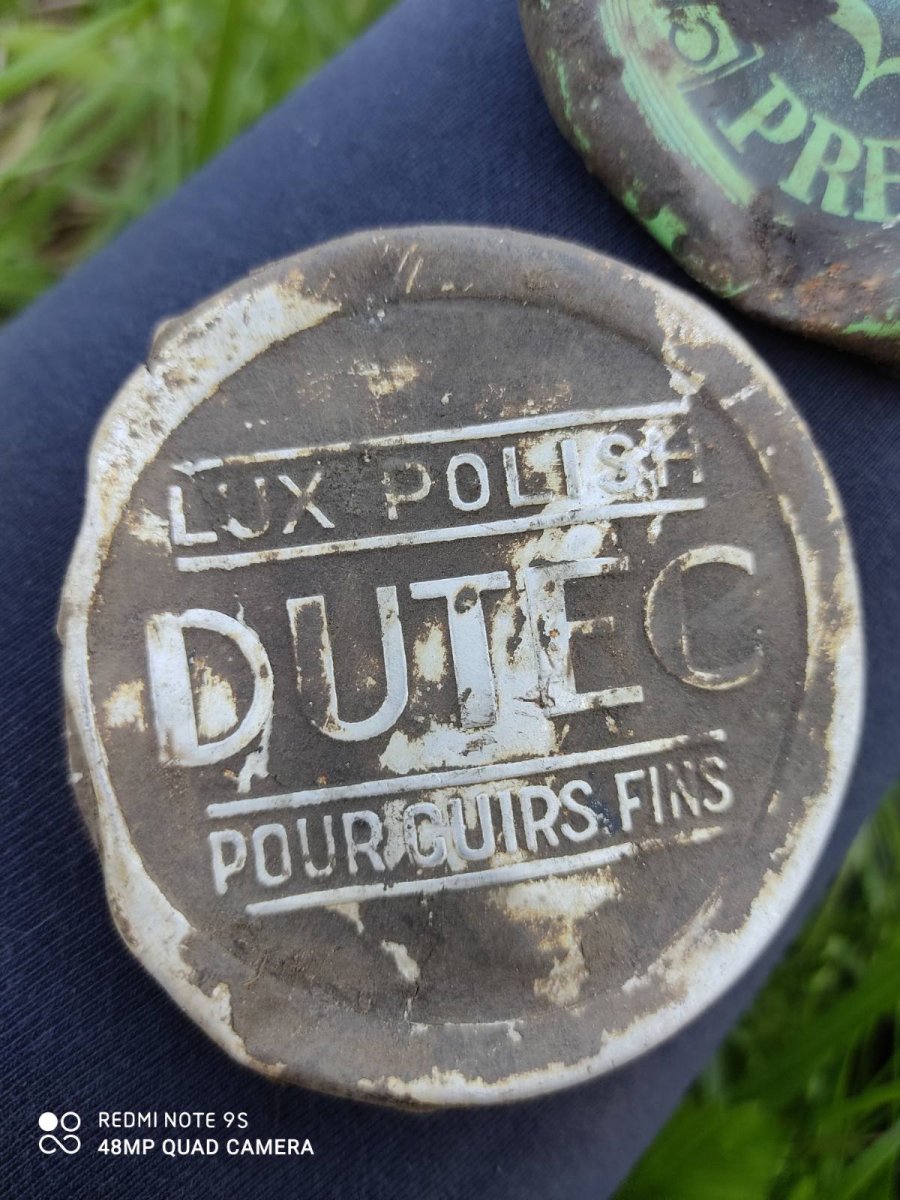 PRE
LUX POLISH
DUTEC
POUR CUIRS FINS
REDMI NOTE 9S
48MP QUAD CAMERA